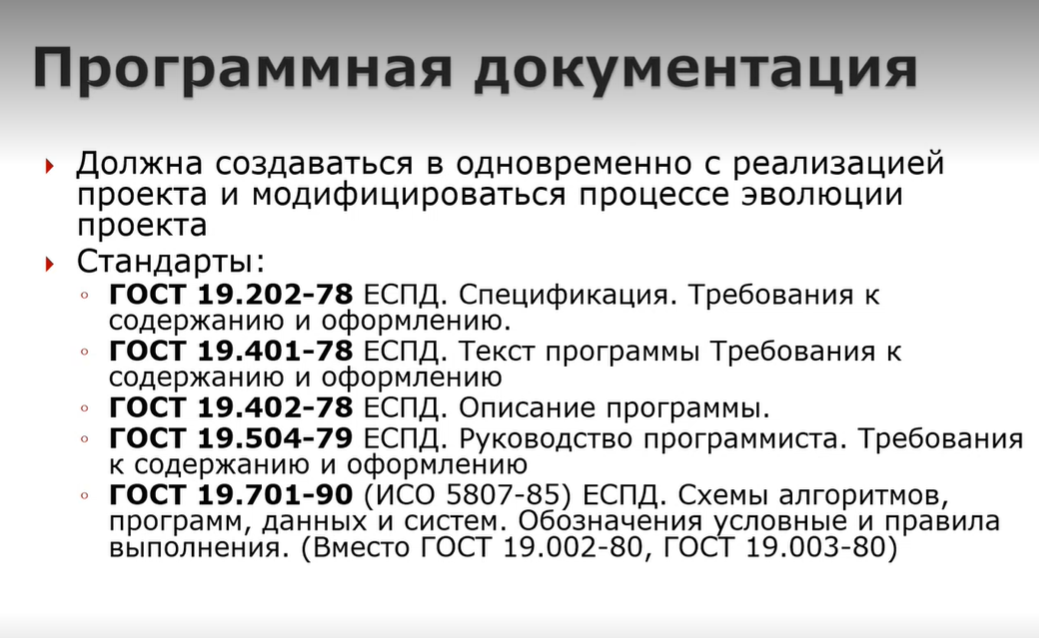 Программная документация
Должна создаваться в одновременно с реализацией
проекта и модифицироваться процессе эволюции
проекта
Стандарты:
ГОСТ 19.202-78 ЕСПД. Спецификация. Требования к
содержанию и оформлению.
ГОСТ 19.401-78 ЕСПД. Текст программы Требования к
содержанию и оформлению
ГОСТ 19.402-78 ЕСПД. Описание программы.
ГОСТ 19.504-79 ЕСПД. Руководство программиста. Требования
к содержанию и оформлению
ГОСТ 19.701-90 (ИСО 5807-85) ЕСПД. Схемы алгоритмов,
программ, данных и систем. Обозначения условные и правила
выполнения. (Вместо ГОСТ 19.002-80, ГОСТ 19.003-80)